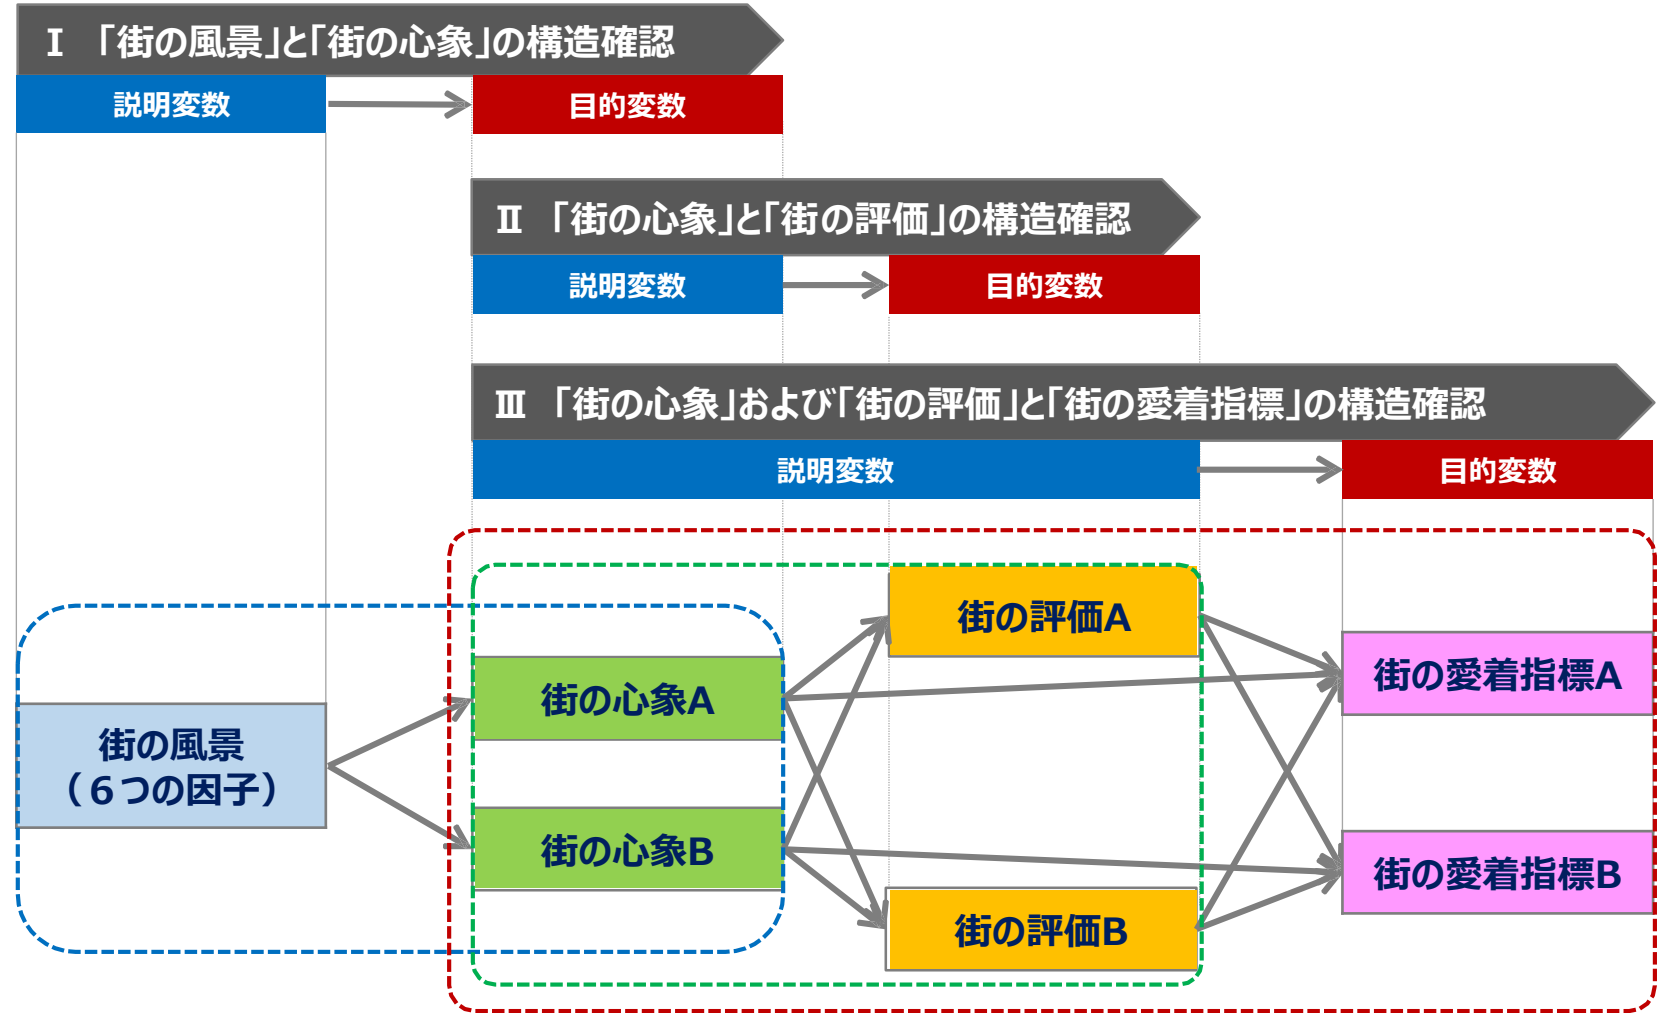 Ⅰ 「街の風景」と「街の心象」の構造確認
説明変数
目的変数
Ⅱ 「街の心象」と「街の評価」の構造確認
説明変数
目的変数
Ⅲ 「街の心象」および「街の評価」と「街の愛着指標」の構造確認
説明変数
目的変数
街の風景
（６つの因子）
街の心象A
街の心象B
街の評価A
街の評価B
街の愛着指標A
街の愛着指標B